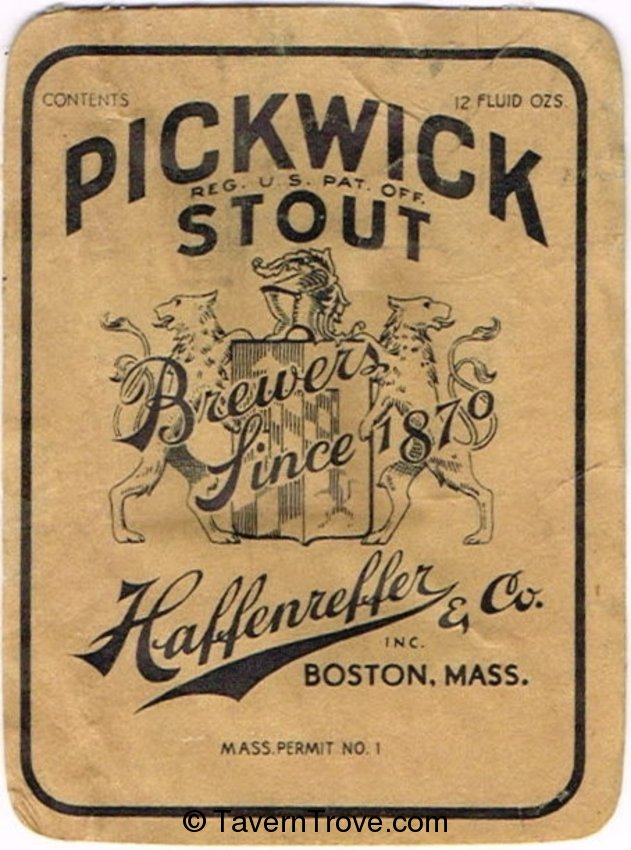 CONTENTS 12 FLUID OZS.
PICKWICK
REG. U.S. PAT. OFF.
STOUT
Brewers
Since 1870
Haffenreffer & Co.
INC.
BOSTON, MASS.
MASS. PERMIT NO. 1
© TavernTrove.com